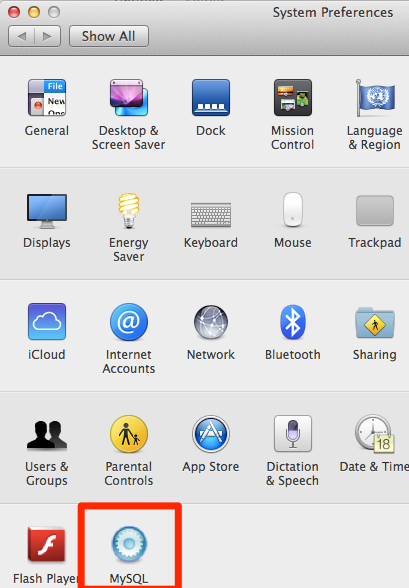 System Preferences
Show All
File
New
Ope
General
Desktop &
Screen Saver
Dock
Mission
Control
Language
& Region
Displays
Energy
Saver
Keyboard
Mouse
Trackpad
iCloud
Internet
Accounts
Network
Bluetooth
Sharing
Users &
Groups
Parental
Controls
App Store
Dictation
& Speech
18
Date & Time
Flash Player
MySQL